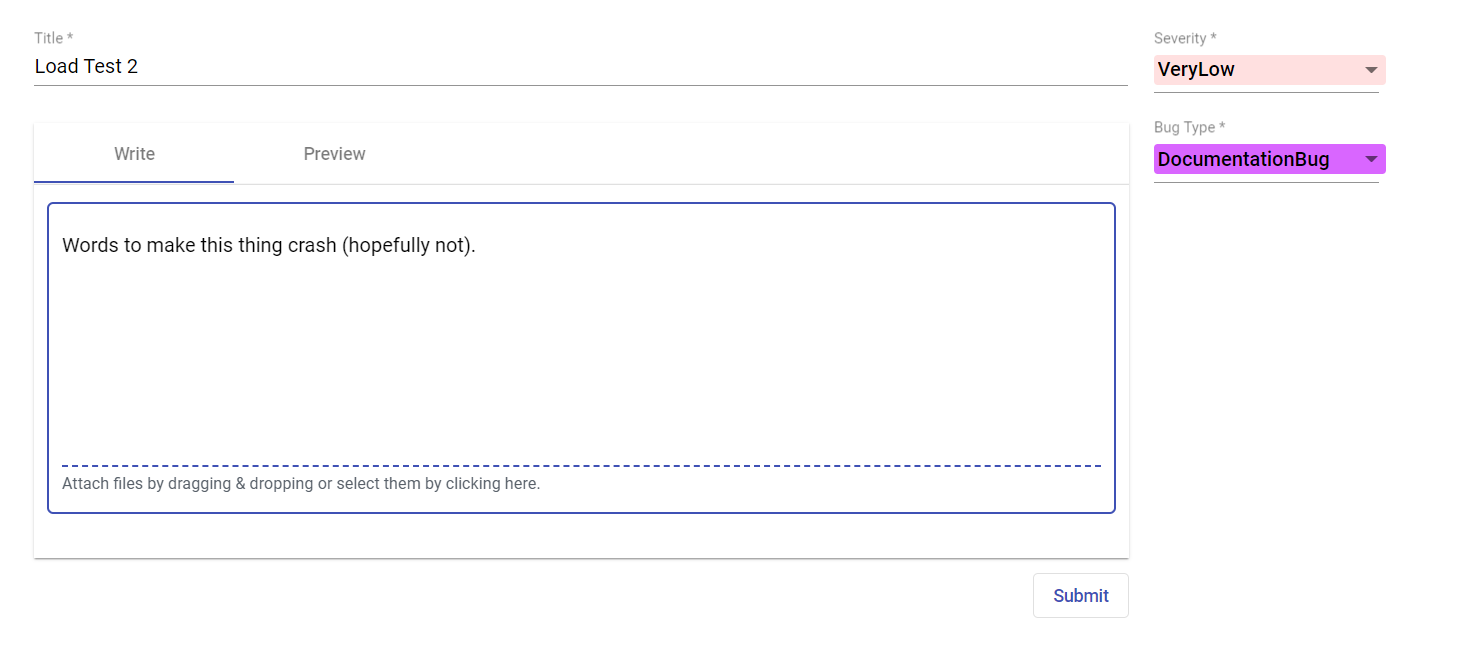 Title *
Load Test 2
Severity *
VeryLow
Bug Type *
DocumentationBug
Write
Preview
Words to make this thing crash (hopefully not).
Attach files by dragging & dropping or select them by clicking here.
Submit